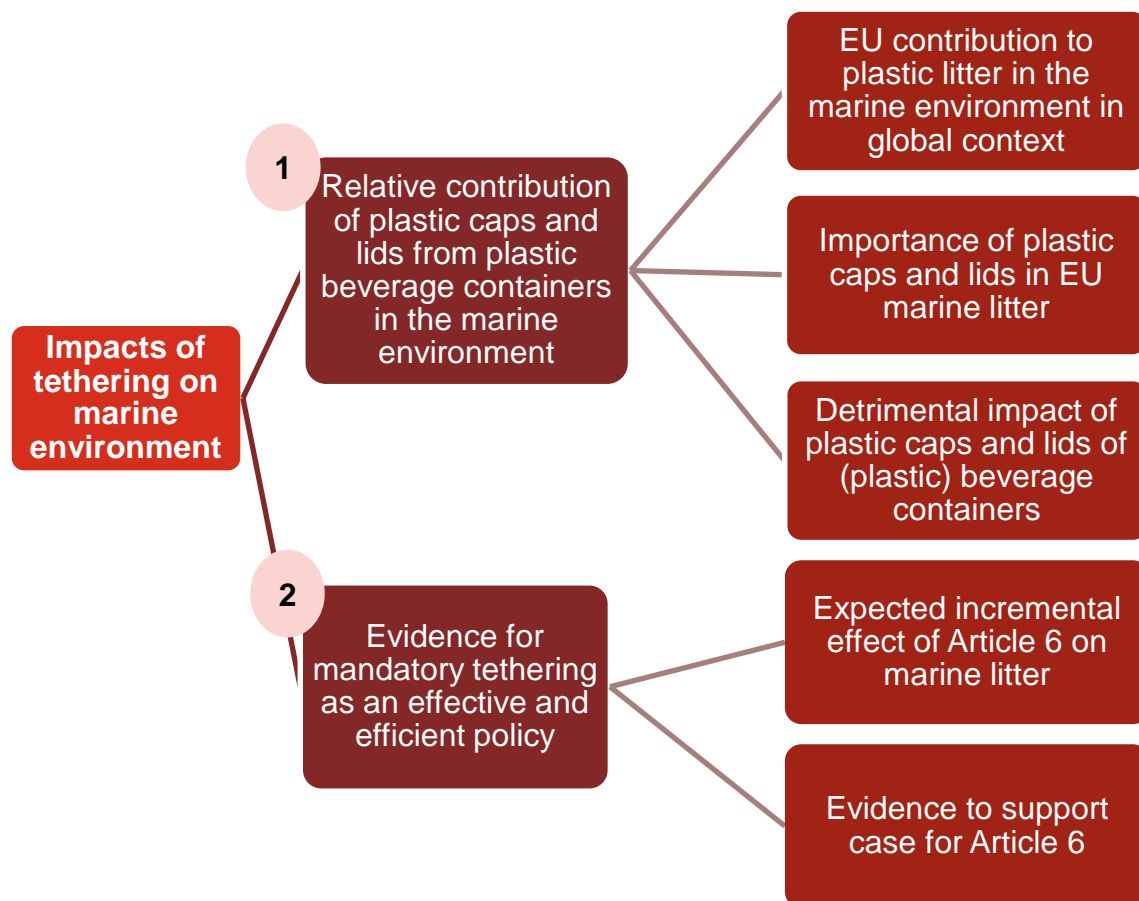 Impacts of
tethering on
marine
environment
1
Relative contribution
of plastic caps and
lids from plastic
beverage containers
in the marine
environment
EU contribution to
plastic litter in the
marine environment in
global context
Importance of plastic
caps and lids in EU
marine litter
Detrimental impact of
plastic caps and lids of
(plastic) beverage
containers
2
Evidence for
mandatory tethering
as an effective and
efficient policy
Expected incremental
effect of Article 6 on
marine litter
Evidence to support
case for Article 6